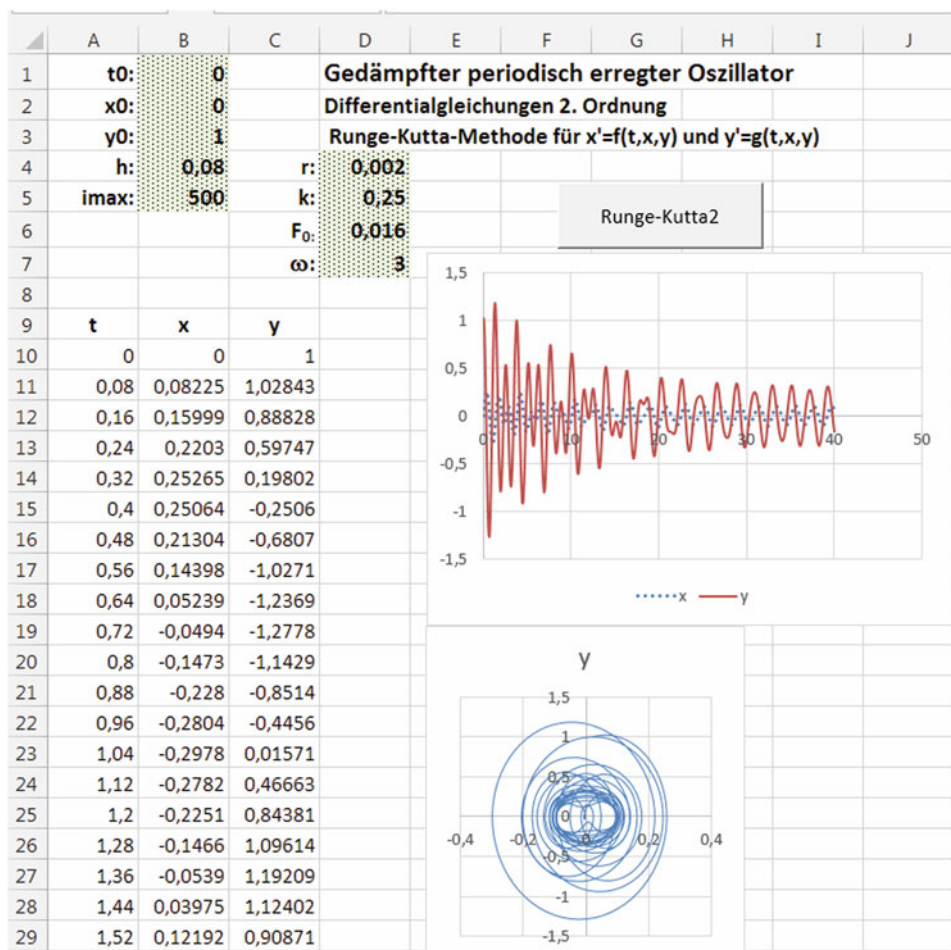 A B C D E F G H I J
1 t0: 0 Gedämpfter periodisch erregter Oszillator
2 x0: 0 Differentialgleichungen 2. Ordnung
3 y0: 1 Runge-Kutta-Methode für x'=f(t,x,y) und y'=g(t,x,y)
4 h: 0,08 r: 0,002
5 imax: 500 k: 0,25
6 F0: 0,016
7 ω: 3
8
9 t x y
10 0 0 1
11 0,08 0,08225 1,02843
12 0,16 0,15999 0,88828
13 0,24 0,2203 0,59747
14 0,32 0,25265 0,19802
15 0,4 0,25064 -0,2506
16 0,48 0,21304 -0,6807
17 0,56 0,14398 -1,0271
18 0,64 0,05239 -1,2369
19 0,72 -0,0494 -1,2778
20 0,8 -0,1473 -1,1429
21 0,88 -0,228 -0,8514
22 0,96 -0,2804 -0,4456
23 1,04 -0,2978 0,01571
24 1,12 -0,2782 0,46663
25 1,2 -0,2251 0,84381
26 1,28 -0,1466 1,09614
27 1,36 -0,0539 1,19209
28 1,44 0,03975 1,12402
29 1,52 0,12192 0,90871
Runge-Kutta2
1,5
1
0,5
0
-0,5
-1
-1,5
0 10 20 30 40 50
x y
y
1,5
1
0,5
0
-0,5
-1
-1,5
-0,4 -0,2 0 0,2 0,4